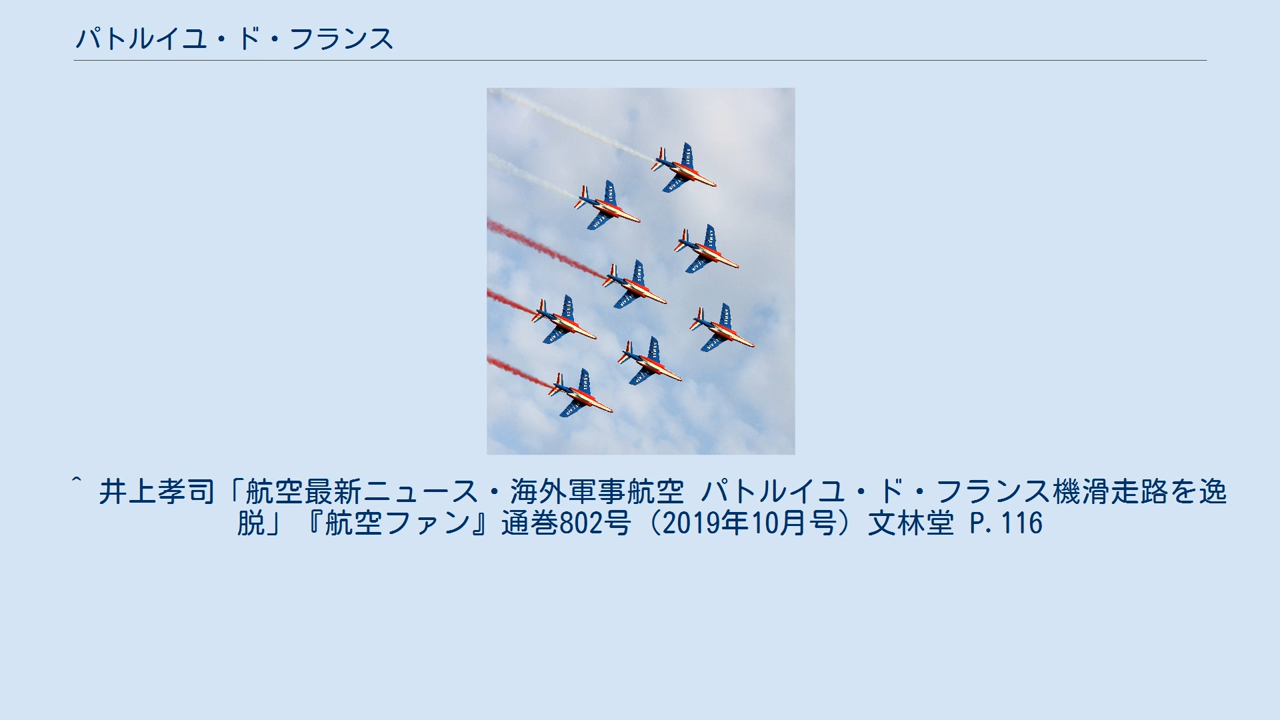 パトルイユ・ド・フランス
^ 井上孝司「航空最新ニュース・海外軍事航空 パトルイユ・ド・フランス機滑走路を逸
脱」『航空ファン』通巻802号（2019年10月号）文林堂 P.116